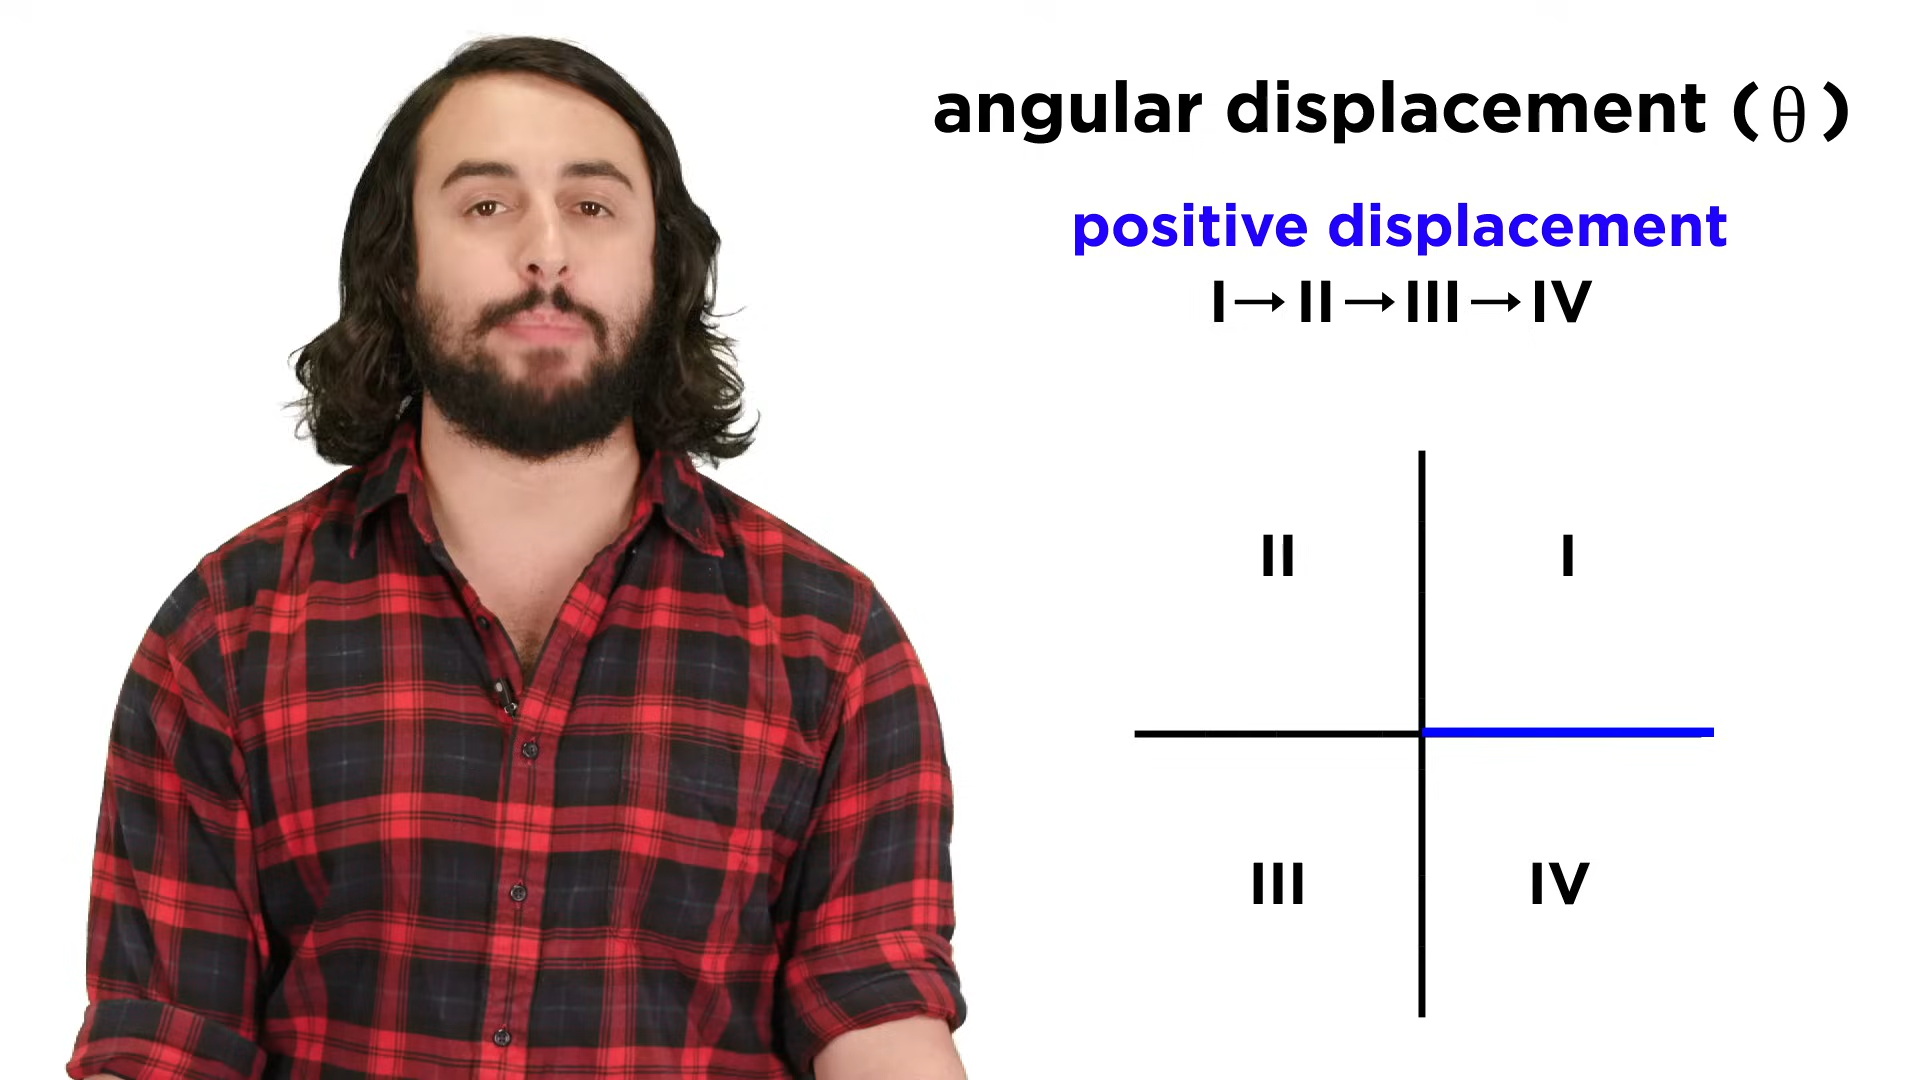 angular displacement (θ)
positive displacement
I→II→III→IV
II I
III IV